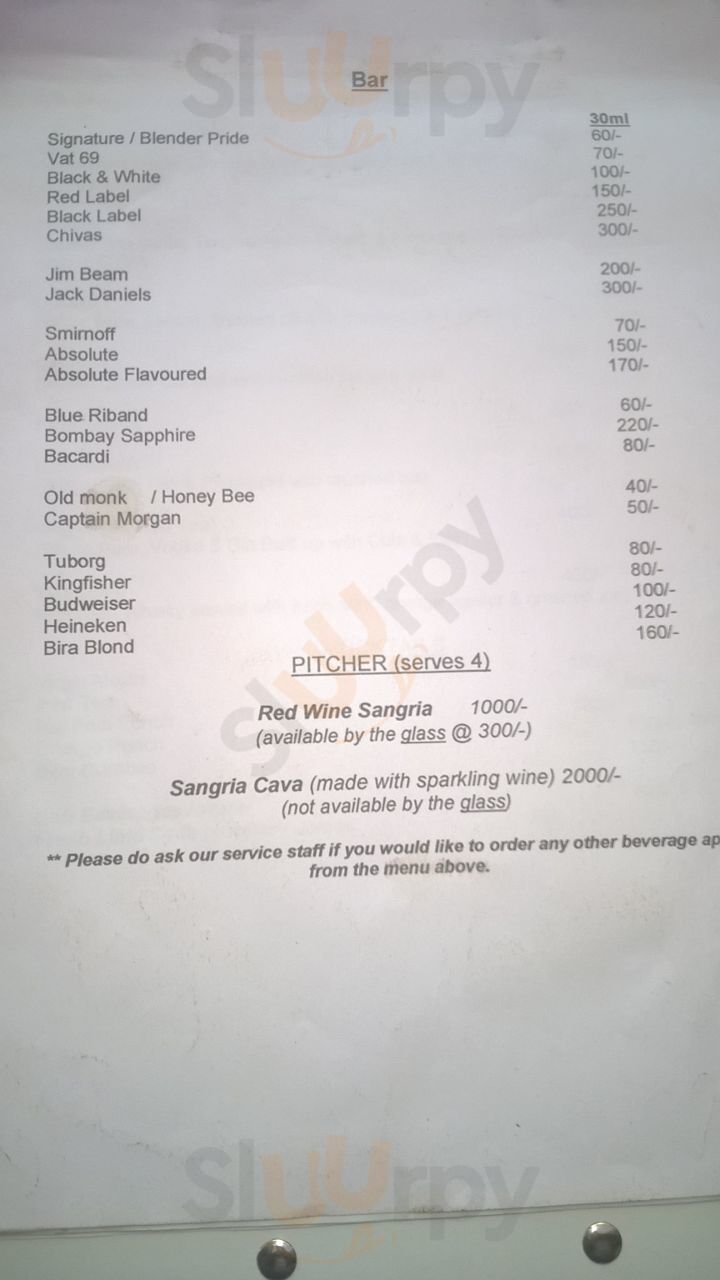 Sluurpy
Bar
30ml
Signature / Blender Pride 60/-
Vat 69 70/-
Black & White 100/-
Red Label 150/-
Black Label 250/-
Chivas 300/-
Jim Beam 200/-
Jack Daniels 300/-
Smirnoff 70/-
Absolute 150/-
Absolute Flavoured 170/-
Blue Riband 60/-
Bombay Sapphire 220/-
Bacardi 80/-
Old monk / Honey Bee 40/-
Captain Morgan 50/-
Tuborg 80/-
Kingfisher 80/-
Budweiser 100/-
Heineken 120/-
Bira Blond 160/-
PITCHER (serves 4)
Red Wine Sangria 1000/-
(available by the glass @ 300/-)
Sangria Cava (made with sparkling wine) 2000/-
(not available by the glass)
** Please do ask our service staff if you would like to order any other beverage ap
from the menu above.
Sluurpy
Sluurpy